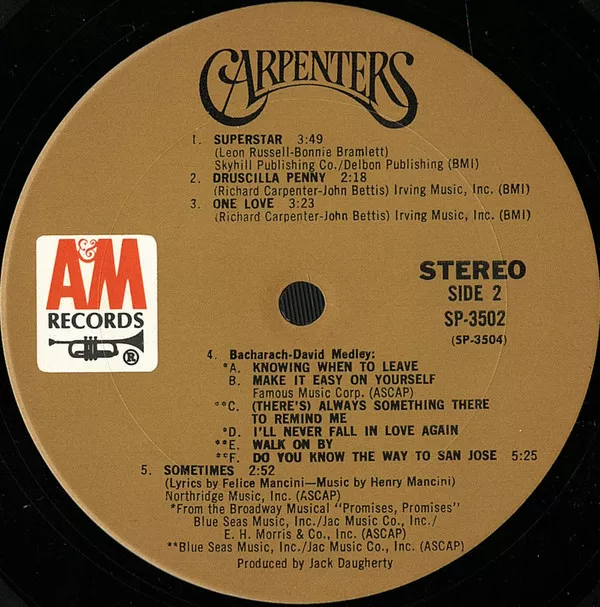 CARPENTERS
1. SUPERSTAR 3:49
(Leon Russell-Bonnie Bramlett)
Skyhill Publishing Co./Delbon Publishing (BMI)
2. DRUSCILLA PENNY 2:18
(Richard Carpenter-John Bettis) Irving Music, Inc. (BMI)
3. ONE LOVE 3:23
(Richard Carpenter-John Bettis) Irving Music, Inc. (BMI)
A&M
RECORDS
®
STEREO
SIDE 2
SP-3502
(SP-3504)
4. Bacharach-David Medley:
*A. KNOWING WHEN TO LEAVE
B. MAKE IT EASY ON YOURSELF
Famous Music Corp. (ASCAP)
**C. (THERE'S) ALWAYS SOMETHING THERE
TO REMIND ME
*D. I'LL NEVER FALL IN LOVE AGAIN
**E. WALK ON BY
**F. DO YOU KNOW THE WAY TO SAN JOSE 5:25
5. SOMETIMES 2:52
(Lyrics by Felice Mancini—Music by Henry Mancini)
Northridge Music, Inc. (ASCAP)
*From the Broadway Musical "Promises, Promises"
Blue Seas Music, Inc./Jac Music Co., Inc./
E. H. Morris & Co., Inc. (ASCAP)
**Blue Seas Music, Inc./Jac Music Co., Inc. (ASCAP)
Produced by Jack Daugherty